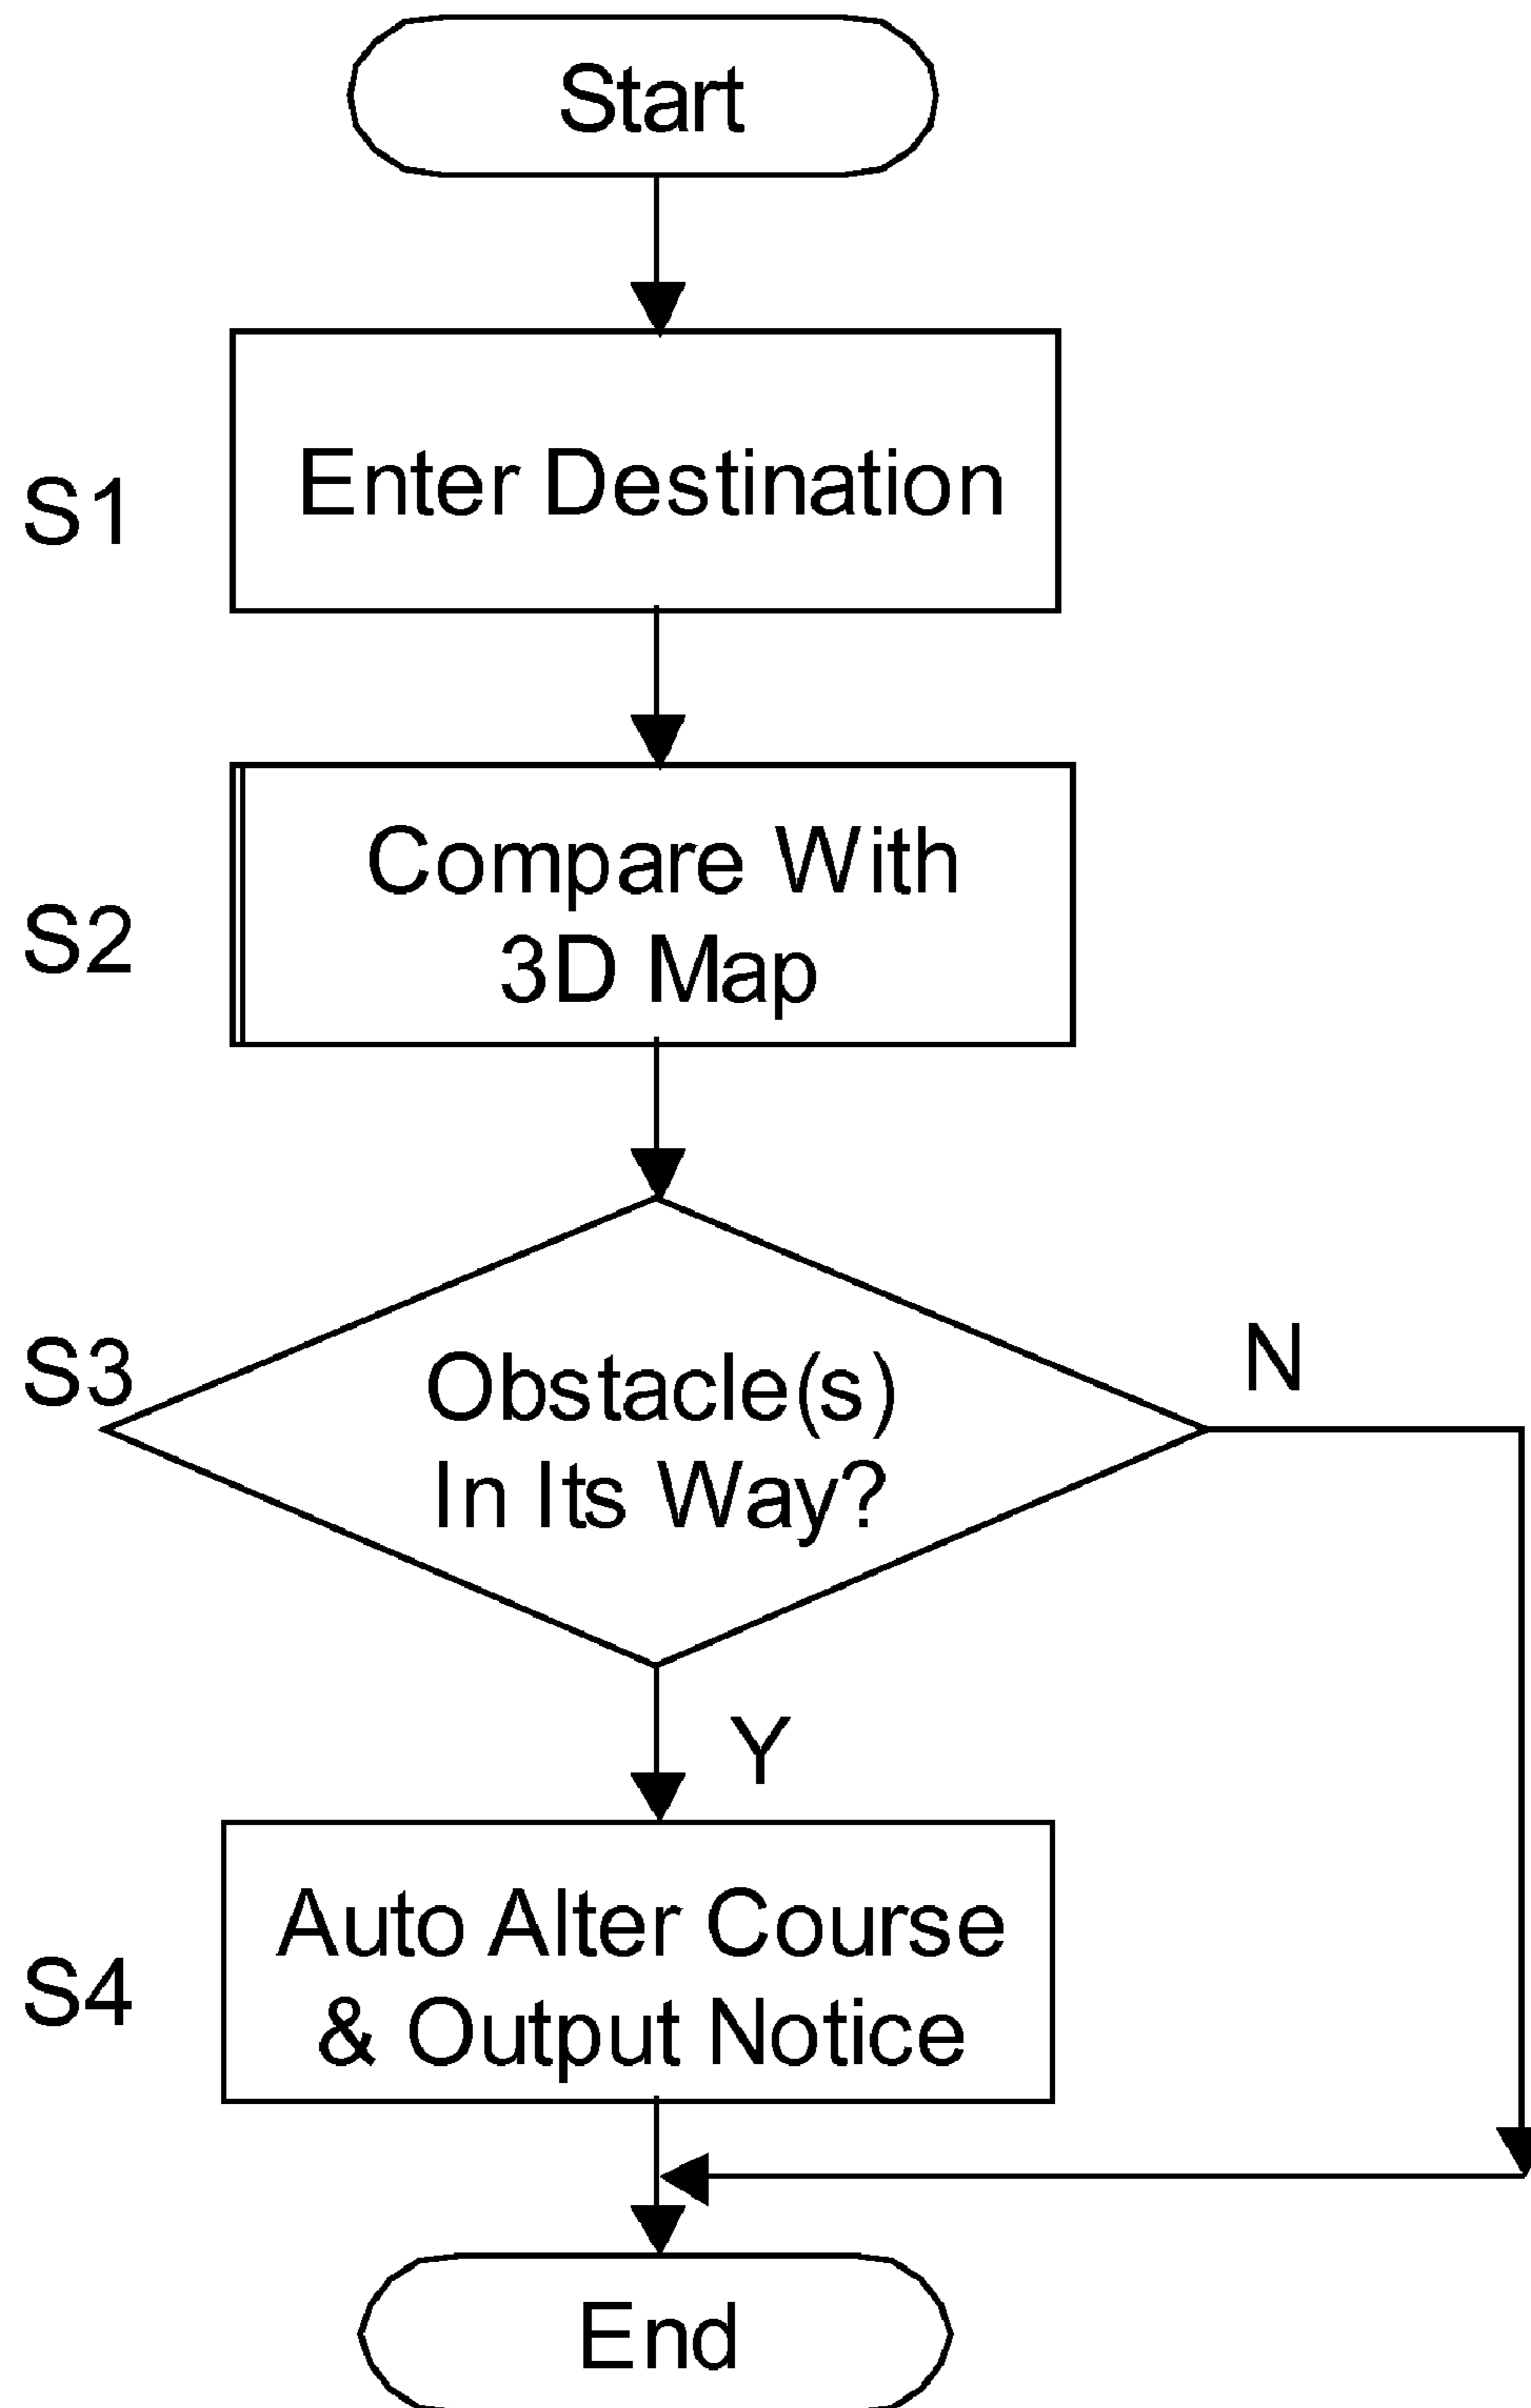 Start
S1
Enter Destination
S2
Compare With
3D Map
S3
Obstacle(s)
In Its Way?
N
Y
S4
Auto Alter Course
& Output Notice
End